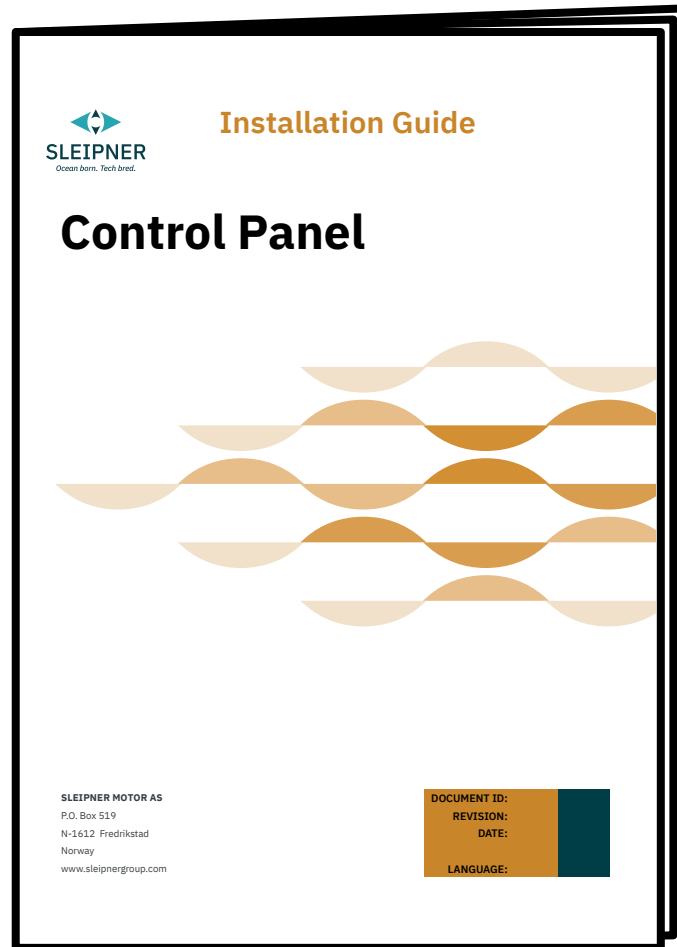 Installation Guide
SLEIPNER
Ocean born. Tech bred.
Control Panel
SLEIPNER MOTOR AS
P.O. Box 519
N-1612 Fredrikstad
Norway
www.sleipnergroup.com
DOCUMENT ID:
REVISION:
DATE:
LANGUAGE: